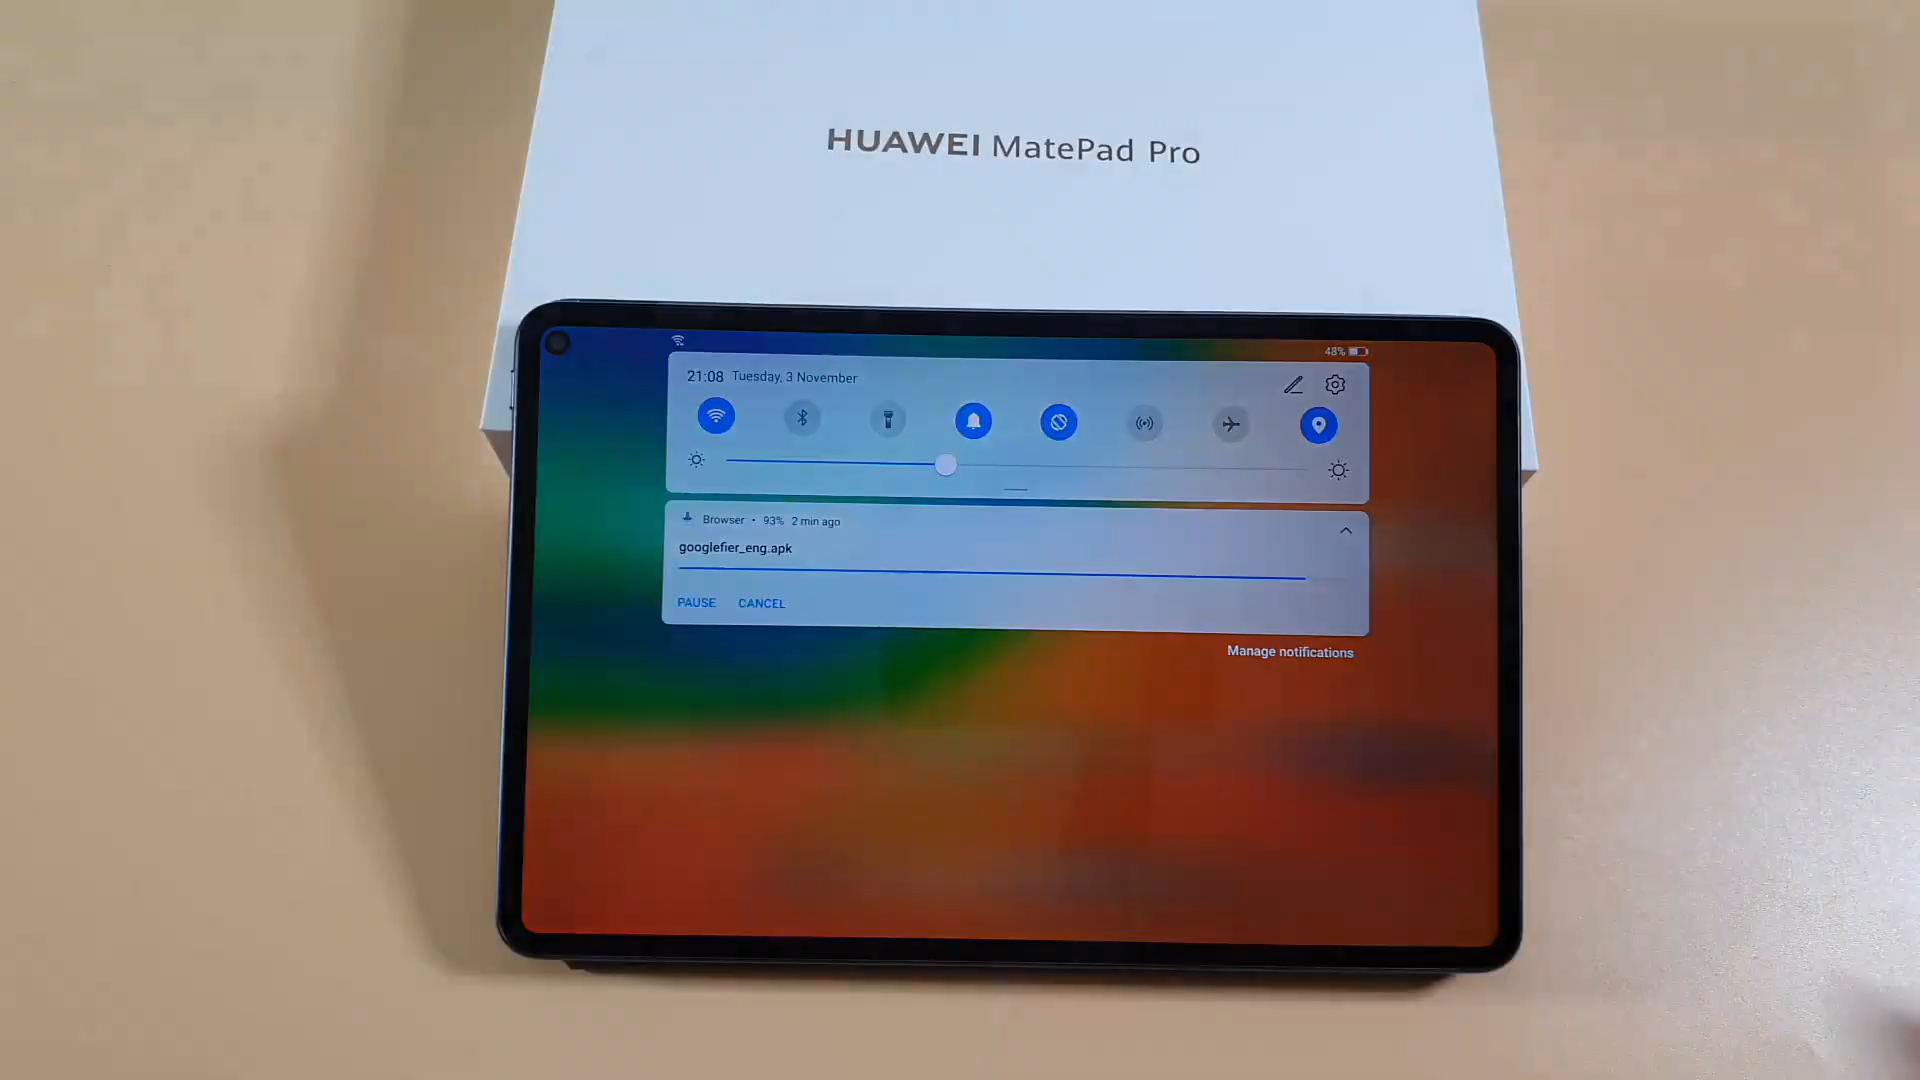 HUAWEI MatePad Pro
48%
21:08 Tuesday, 3 November
Browser • 93% 2 min ago
googlefier_eng.apk
PAUSE CANCEL
Manage notifications